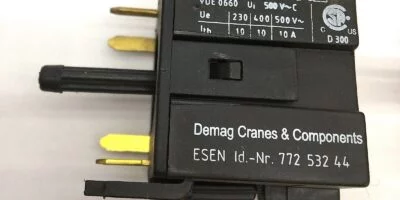 VDE 0660 Ui 500 V~C
Ue 230 400 500 V~
Ith 10 10 10 A
C US
D 300
Demag Cranes & Components
ESEN Id.-Nr. 772 532 44